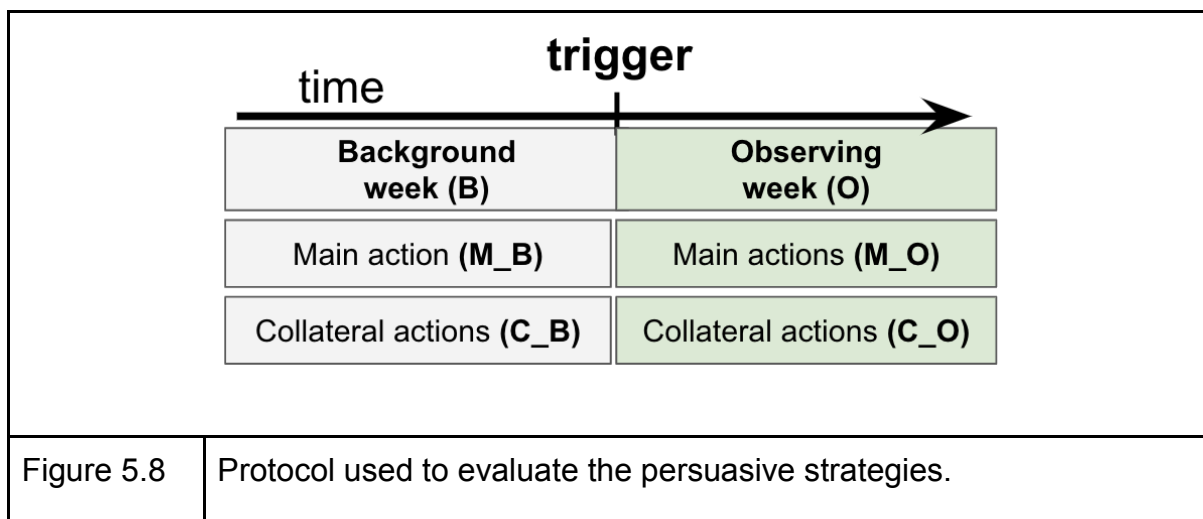 trigger
time
Background
week (B)
Observing
week (O)
Main action (M_B)
Main actions (M_O)
Collateral actions (C_B)
Collateral actions (C_O)
Figure 5.8
Protocol used to evaluate the persuasive strategies.